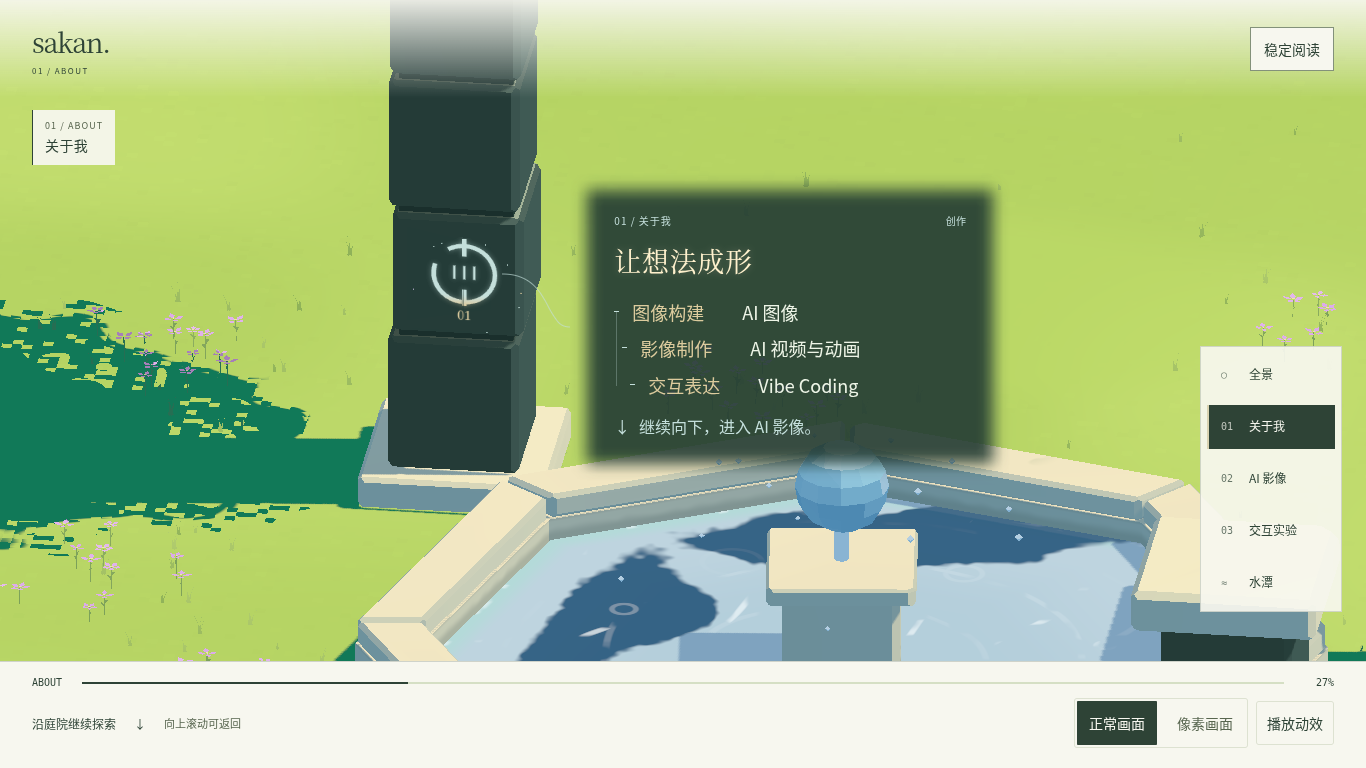 sakan.
01 / ABOUT
稳定阅读
01 / ABOUT
关于我
01
01 / 关于我
创作
让想法成形
图像构建 AI 图像
影像制作 AI 视频与动画
交互表达 Vibe Coding
↓ 继续向下，进入 AI 影像。
○ 全景
01 关于我
02 AI 影像
03 交互实验
≈ 水潭
ABOUT
27%
沿庭院继续探索 ↓ 向上滚动可返回
正常画面 像素画面 播放动效